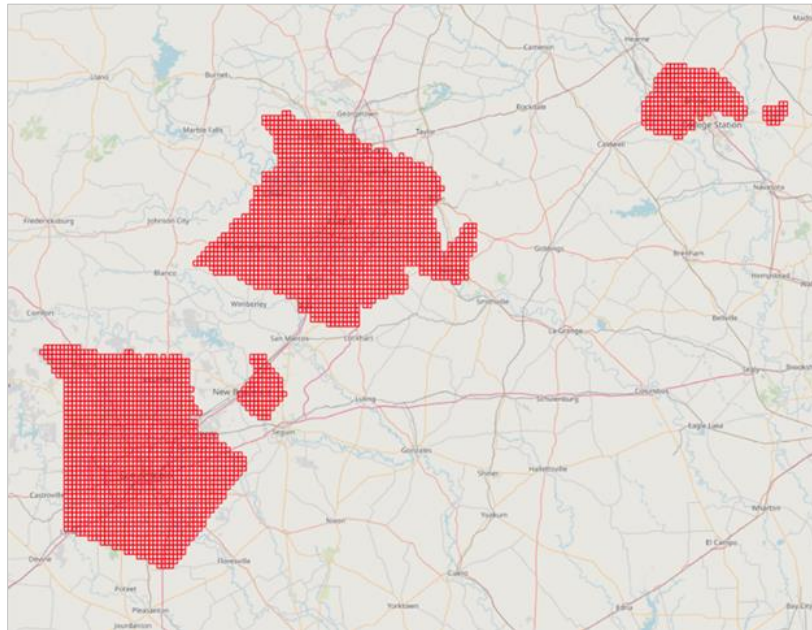 Hearne
Cameron
Burnet
Llano
Rockdale
Georgetown
Taylor
Marble Falls
Caldwell
Navasota
Fredericksburg
Johnson City
Giddings
Brenham
Hempstead
Blanco
Wimberley
Smithville
Bellville
La Grange
San Marcos
Lockhart
Sealy
New B
Columbus
Luling
Schulenburg
Seguin
Eagle Lake
Gonzales
Shiner
Hallettsville
Castroville
Wharton
Yoakum
Nixon
El Campo
Devine
Floresville
Cuero
Poteet
Pleasanton
Yorktown
Edna
Bay City
Jourdanton